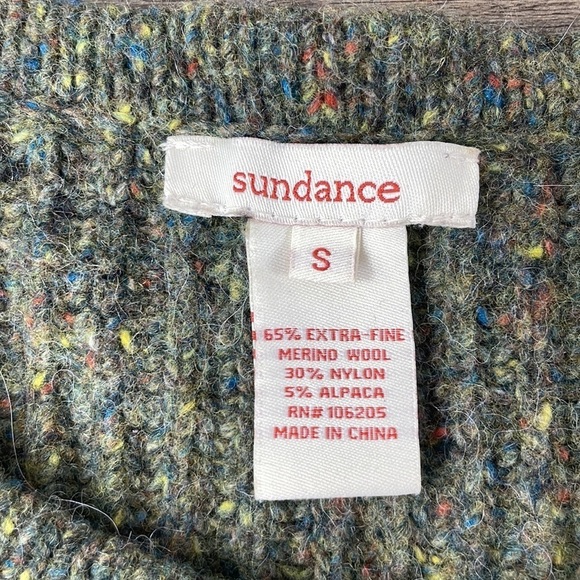 sundance
S
65% EXTRA-FINE
MERINO WOOL
30% NYLON
5% ALPACA
RN# 106205
MADE IN CHINA